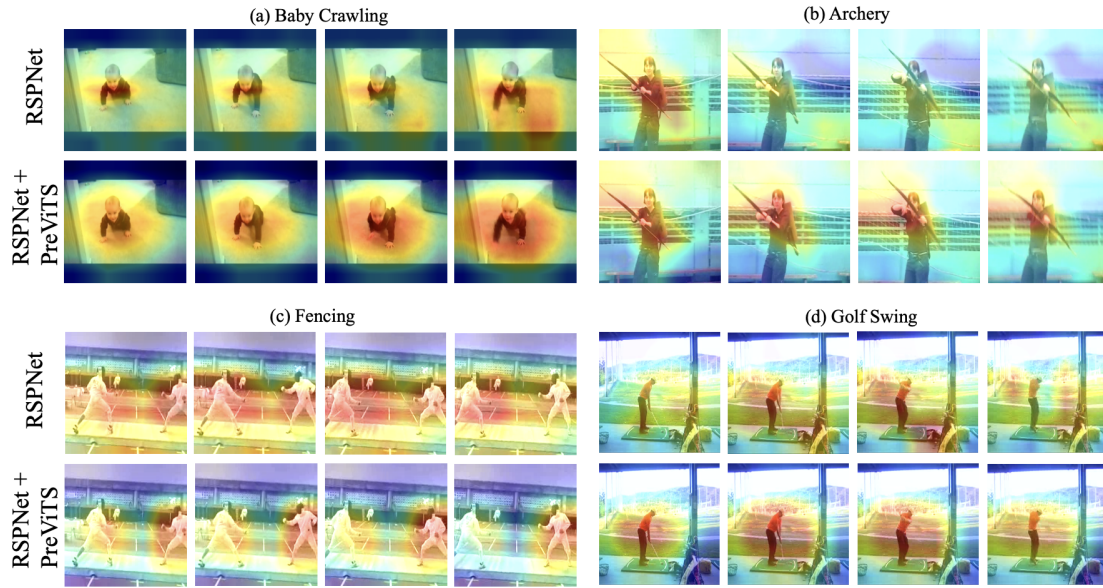 (a) Baby Crawling
(b) Archery
RSPNet
RSPNet +
PreViTS
(c) Fencing
(d) Golf Swing
RSPNet
RSPNet +
PreViTS